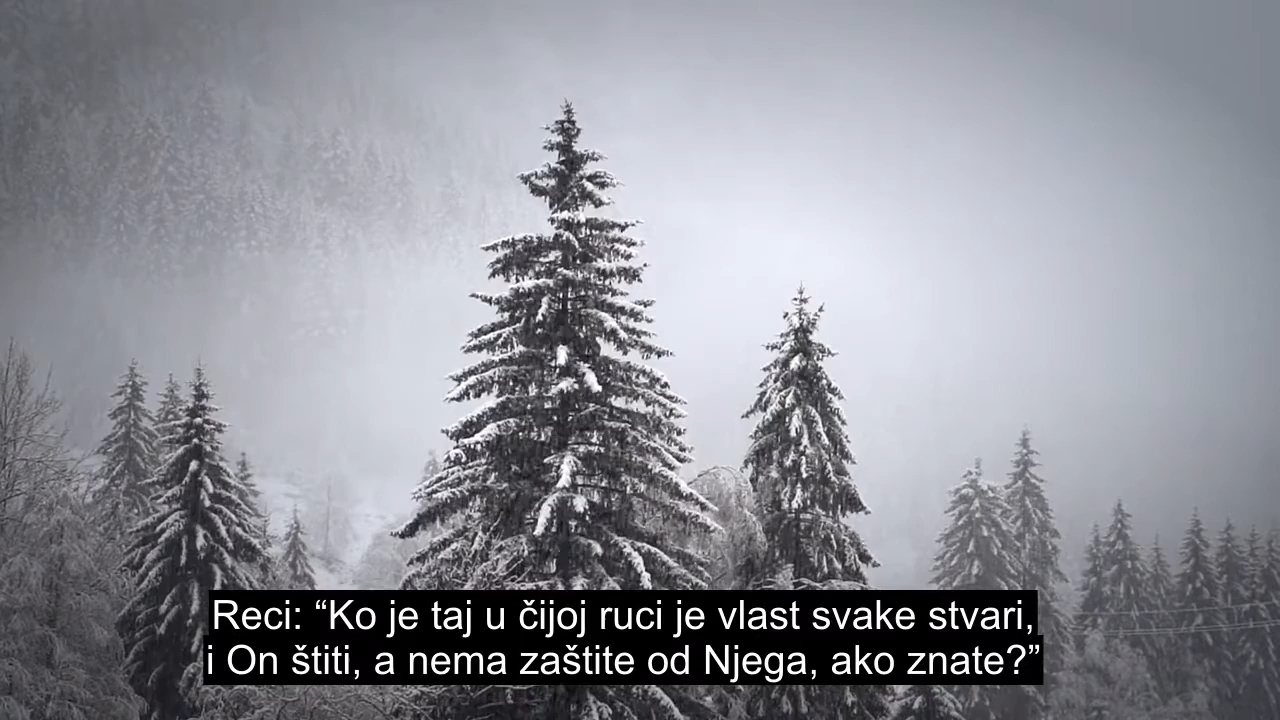 Reci: “Ko je taj u čijoj ruci je vlast svake stvari,
i On štiti, a nema zaštite od Njega, ako znate?”